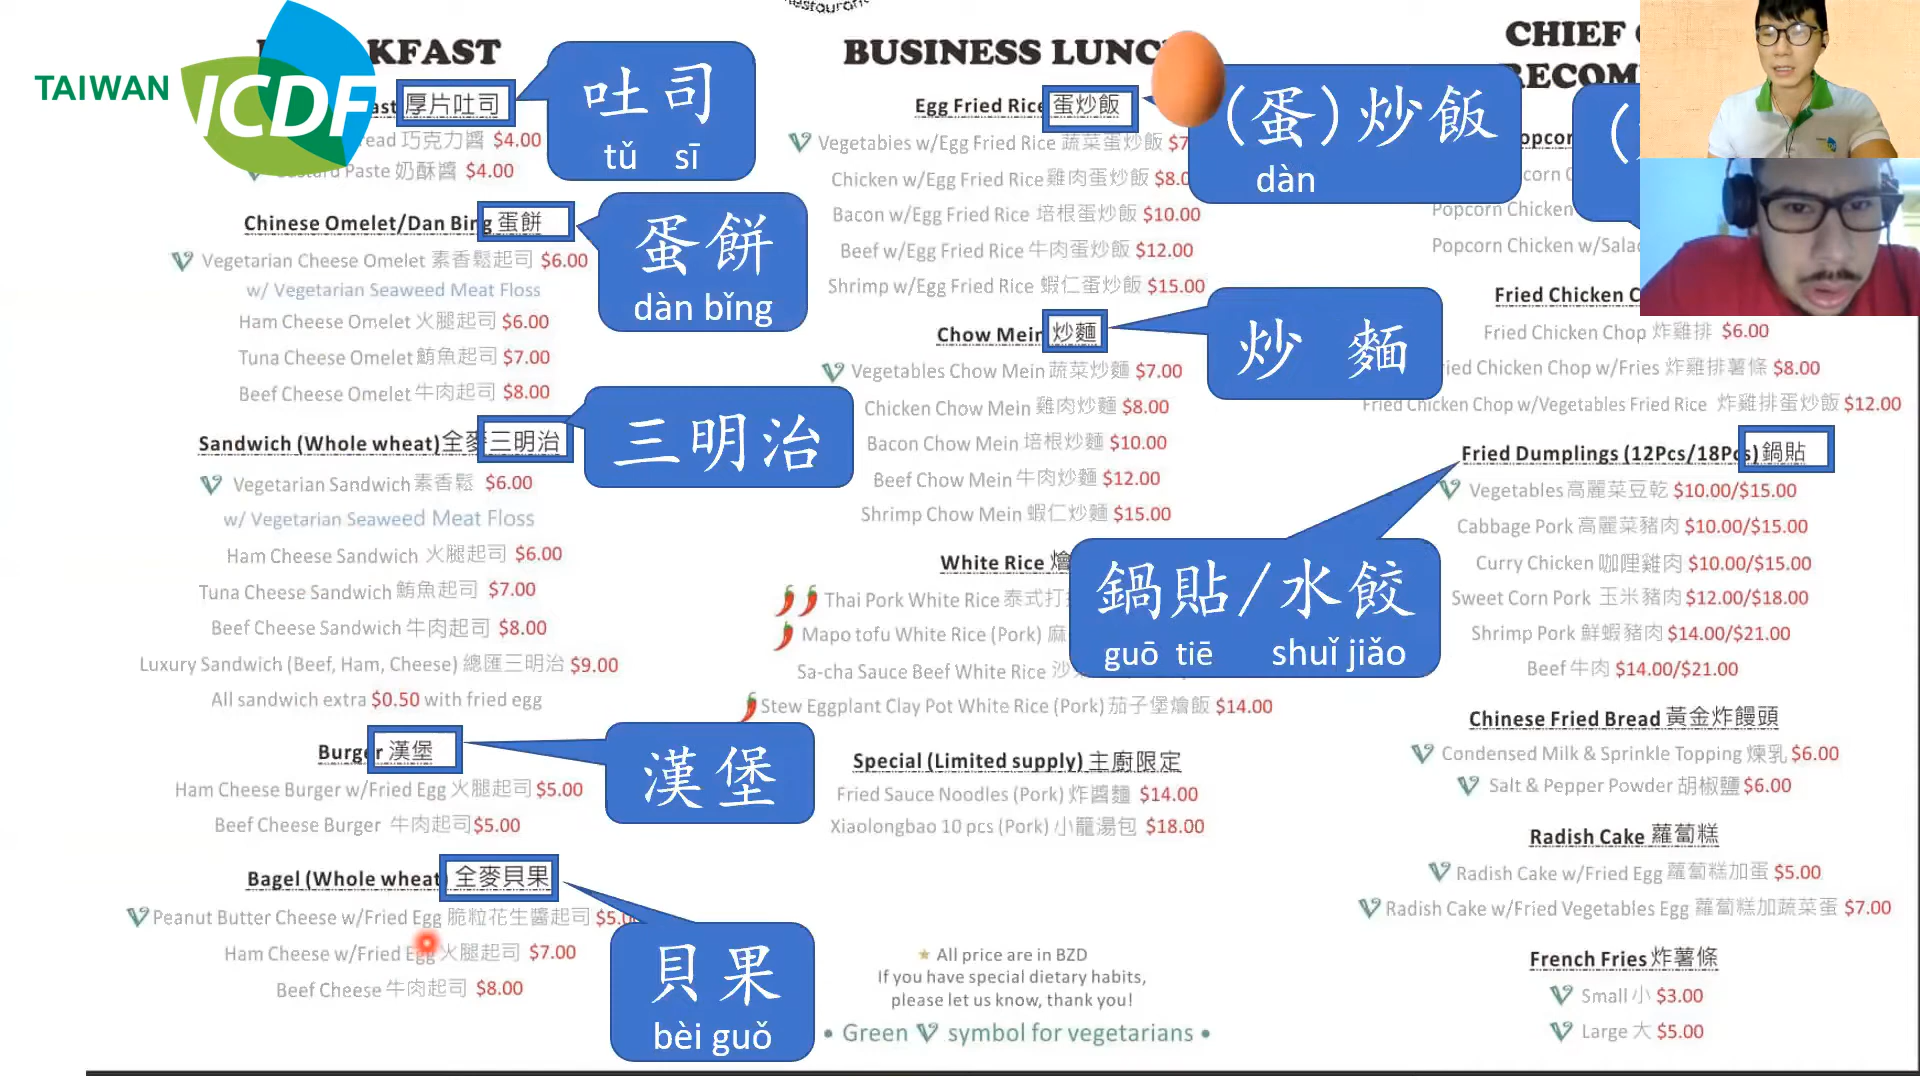 TAIWAN
ICDF
Restaurant
KFAST
厚片吐司
read 巧克力醬 $4.00
Paste 奶酥醬 $4.00
吐司
tǔ sī
Chinese Omelet/Dan Bing 蛋餅
Vegetarian Cheese Omelet 素香鬆起司 $6.00
w/ Vegetarian Seaweed Meat Floss
Ham Cheese Omelet 火腿起司 $6.00
Tuna Cheese Omelet 鮪魚起司 $7.00
Beef Cheese Omelet 牛肉起司 $8.00
蛋餅
dàn bǐng
Sandwich (Whole wheat)全麥三明治
Vegetarian Sandwich 素香鬆 $6.00
w/ Vegetarian Seaweed Meat Floss
Ham Cheese Sandwich 火腿起司 $6.00
Tuna Cheese Sandwich 鮪魚起司 $7.00
Beef Cheese Sandwich 牛肉起司 $8.00
Luxury Sandwich (Beef, Ham, Cheese) 總匯三明治 $9.00
All sandwich extra $0.50 with fried egg
三明治
Burger 漢堡
Ham Cheese Burger w/Fried Egg 火腿起司 $5.00
Beef Cheese Burger 牛肉起司 $5.00
漢堡
Bagel (Whole wheat) 全麥貝果
Peanut Butter Cheese w/Fried Egg 脆粒花生醬起司 $5.0
Ham Cheese w/Fried Egg 火腿起司 $7.00
Beef Cheese 牛肉起司 $8.00
貝果
bèi guǒ
BUSINESS LUNC
Egg Fried Rice 蛋炒飯
Vegetables w/Egg Fried Rice 蔬菜蛋炒飯 $7
Chicken w/Egg Fried Rice 雞肉蛋炒飯 $8.0
Bacon w/Egg Fried Rice 培根蛋炒飯 $10.00
Beef w/Egg Fried Rice 牛肉蛋炒飯 $12.00
Shrimp w/Egg Fried Rice 蝦仁蛋炒飯 $15.00
(蛋)炒飯
dàn
Chow Mein 炒麵
Vegetables Chow Mein 蔬菜炒麵 $7.00
Chicken Chow Mein 雞肉炒麵 $8.00
Bacon Chow Mein 培根炒麵 $10.00
Beef Chow Mein 牛肉炒麵 $12.00
Shrimp Chow Mein 蝦仁炒麵 $15.00
炒 麵
White Rice 燴
Thai Pork White Rice 泰式打
Mapo tofu White Rice (Pork) 麻
Sa-cha Sauce Beef White Rice 沙
Stew Eggplant Clay Pot White Rice (Pork) 茄子堡燴飯 $14.00
Special (Limited supply) 主廚限定
Fried Sauce Noodles (Pork) 炸醬麵 $14.00
Xiaolongbao 10 pcs (Pork) 小籠湯包 $18.00
All price are in BZD
If you have special dietary habits,
please let us know, thank you!
• Green V symbol for vegetarians •
CHIEF
RECOM
opcor
corn
Popcorn Chicken
Popcorn Chicken w/Sala
(
Fried Chicken C
Fried Chicken Chop 炸雞排 $6.00
ied Chicken Chop w/Fries 炸雞排薯條 $8.00
Fried Chicken Chop w/Vegetables Fried Rice 炸雞排蛋炒飯 $12.00
Fried Dumplings (12Pcs/18Pcs) 鍋貼
Vegetables 高麗菜豆乾 $10.00/$15.00
Cabbage Pork 高麗菜豬肉 $10.00/$15.00
Curry Chicken 咖哩雞肉 $10.00/$15.00
Sweet Corn Pork 玉米豬肉 $12.00/$18.00
Shrimp Pork 鮮蝦豬肉 $14.00/$21.00
Beef 牛肉 $14.00/$21.00
鍋貼/水餃
guō tiē shuǐ jiǎo
Chinese Fried Bread 黃金炸饅頭
Condensed Milk & Sprinkle Topping 煉乳 $6.00
Salt & Pepper Powder 胡椒鹽 $6.00
Radish Cake 蘿蔔糕
Radish Cake w/Fried Egg 蘿蔔糕加蛋 $5.00
Radish Cake w/Fried Vegetables Egg 蘿蔔糕加蔬菜蛋 $7.00
French Fries 炸薯條
Small 小 $3.00
Large 大 $5.00